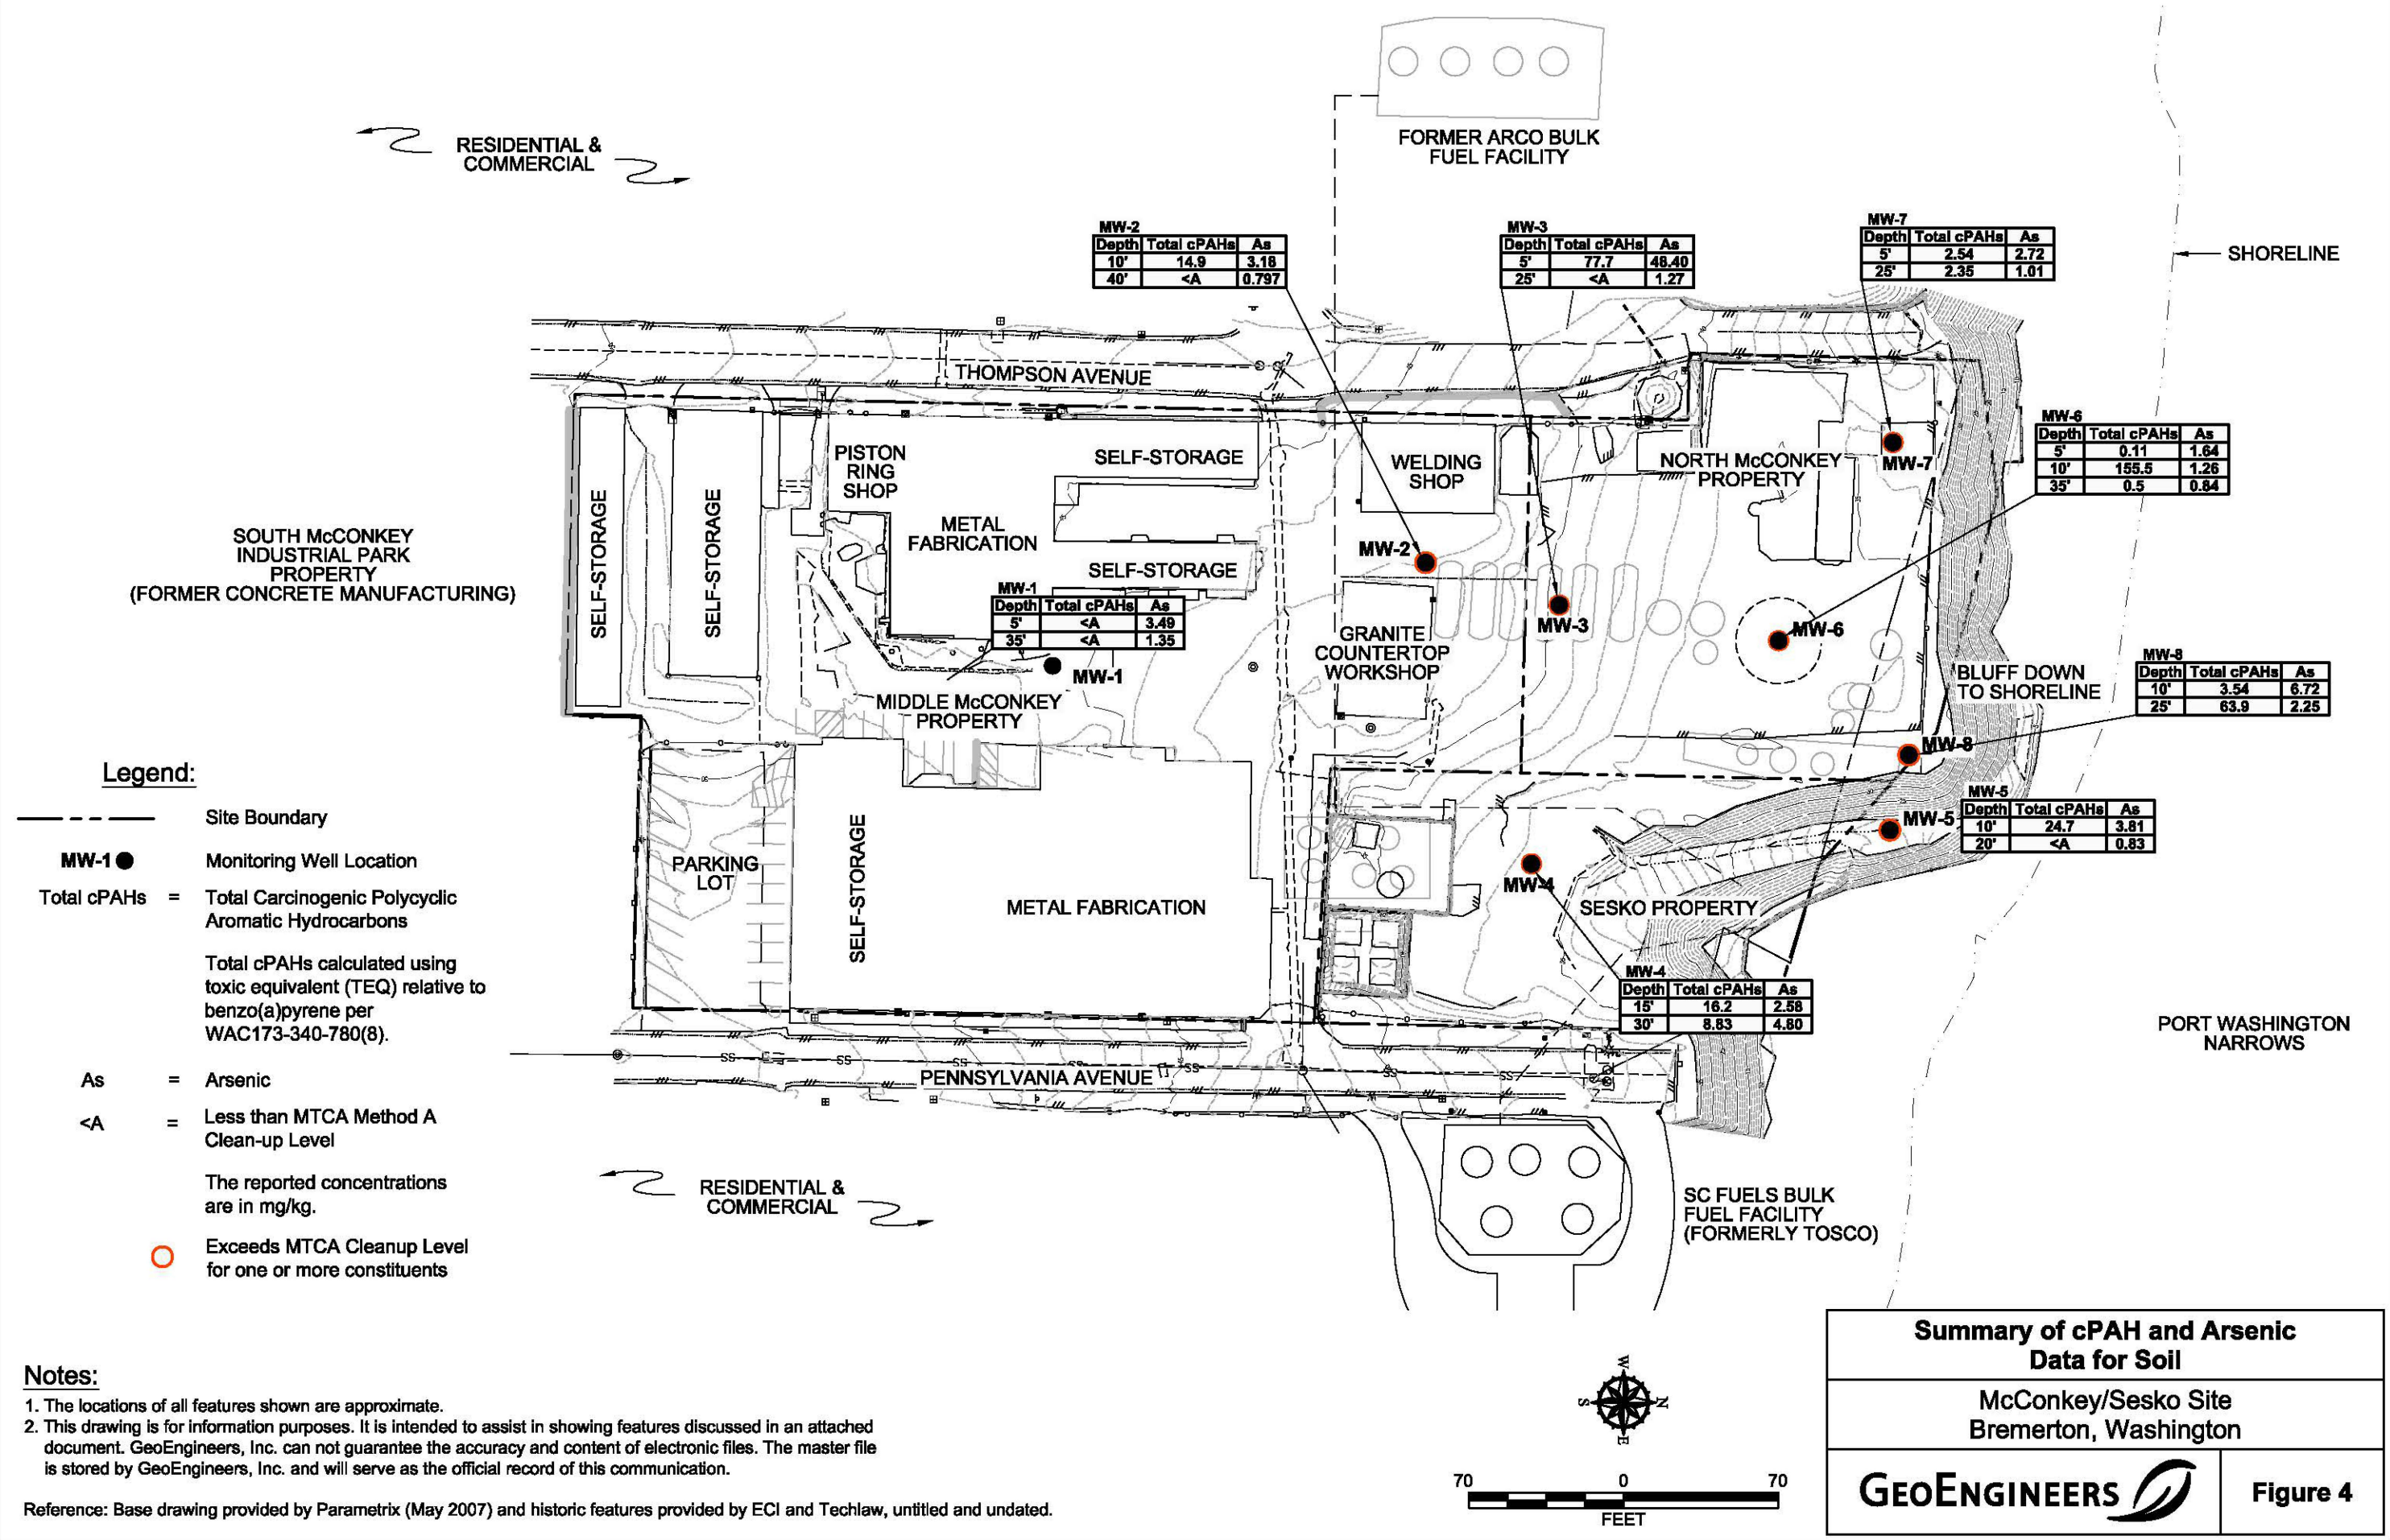 FORMER ARCO BULK
FUEL FACILITY
RESIDENTIAL &
COMMERCIAL
MW-2
Depth Total cPAHs As
10' 14.9 3.18
40' <A 0.797
MW-3
Depth Total cPAHs As
5' 77.7 48.40
25' <A 1.27
MW-7
Depth Total cPAHs As
5' 2.54 2.72
25' 2.35 1.01
SHORELINE
THOMPSON AVENUE
MW-6
Depth Total cPAHs As
5' 0.11 1.64
10' 155.5 1.26
35' 0.5 0.84
PISTON
RING
SHOP
SELF-STORAGE
WELDING
SHOP
NORTH McCONKEY
PROPERTY
MW-7
SELF-STORAGE
SELF-STORAGE
METAL
FABRICATION
SELF-STORAGE
MW-2
SOUTH McCONKEY
INDUSTRIAL PARK
PROPERTY
(FORMER CONCRETE MANUFACTURING)
MW-1
Depth Total cPAHs As
5' <A 3.49
35' <A 1.35
MW-1
MW-3
MW-6
GRANITE
COUNTERTOP
WORKSHOP
MIDDLE McCONKEY
PROPERTY
BLUFF DOWN
TO SHORELINE
MW-8
Depth Total cPAHs As
10' 3.54 6.72
25' 63.9 2.25
MW-8
MW-5
Depth Total cPAHs As
10' 24.7 3.81
20' <A 0.83
MW-5
PARKING
LOT
SELF-STORAGE
METAL FABRICATION
MW-4
SESKO PROPERTY
MW-4
Depth Total cPAHs As
15' 16.2 2.58
30' 8.83 4.80
PORT WASHINGTON
NARROWS
SS
SS
SS
SS
SS
SS
PENNSYLVANIA AVENUE
RESIDENTIAL &
COMMERCIAL
SC FUELS BULK
FUEL FACILITY
(FORMERLY TOSCO)
Legend:
Site Boundary
MW-1 Monitoring Well Location
Total cPAHs = Total Carcinogenic Polycyclic
Aromatic Hydrocarbons
Total cPAHs calculated using
toxic equivalent (TEQ) relative to
benzo(a)pyrene per
WAC173-340-780(8).
As = Arsenic
<A = Less than MTCA Method A
Clean-up Level
The reported concentrations
are in mg/kg.
Exceeds MTCA Cleanup Level
for one or more constituents
Notes:
1. The locations of all features shown are approximate.
2. This drawing is for information purposes. It is intended to assist in showing features discussed in an attached
document. GeoEngineers, Inc. can not guarantee the accuracy and content of electronic files. The master file
is stored by GeoEngineers, Inc. and will serve as the official record of this communication.
Reference: Base drawing provided by Parametrix (May 2007) and historic features provided by ECI and Techlaw, untitled and undated.
W
S N
E
70 0 70
FEET
Summary of cPAH and Arsenic
Data for Soil
McConkey/Sesko Site
Bremerton, Washington
GEOENGINEERS
Figure 4